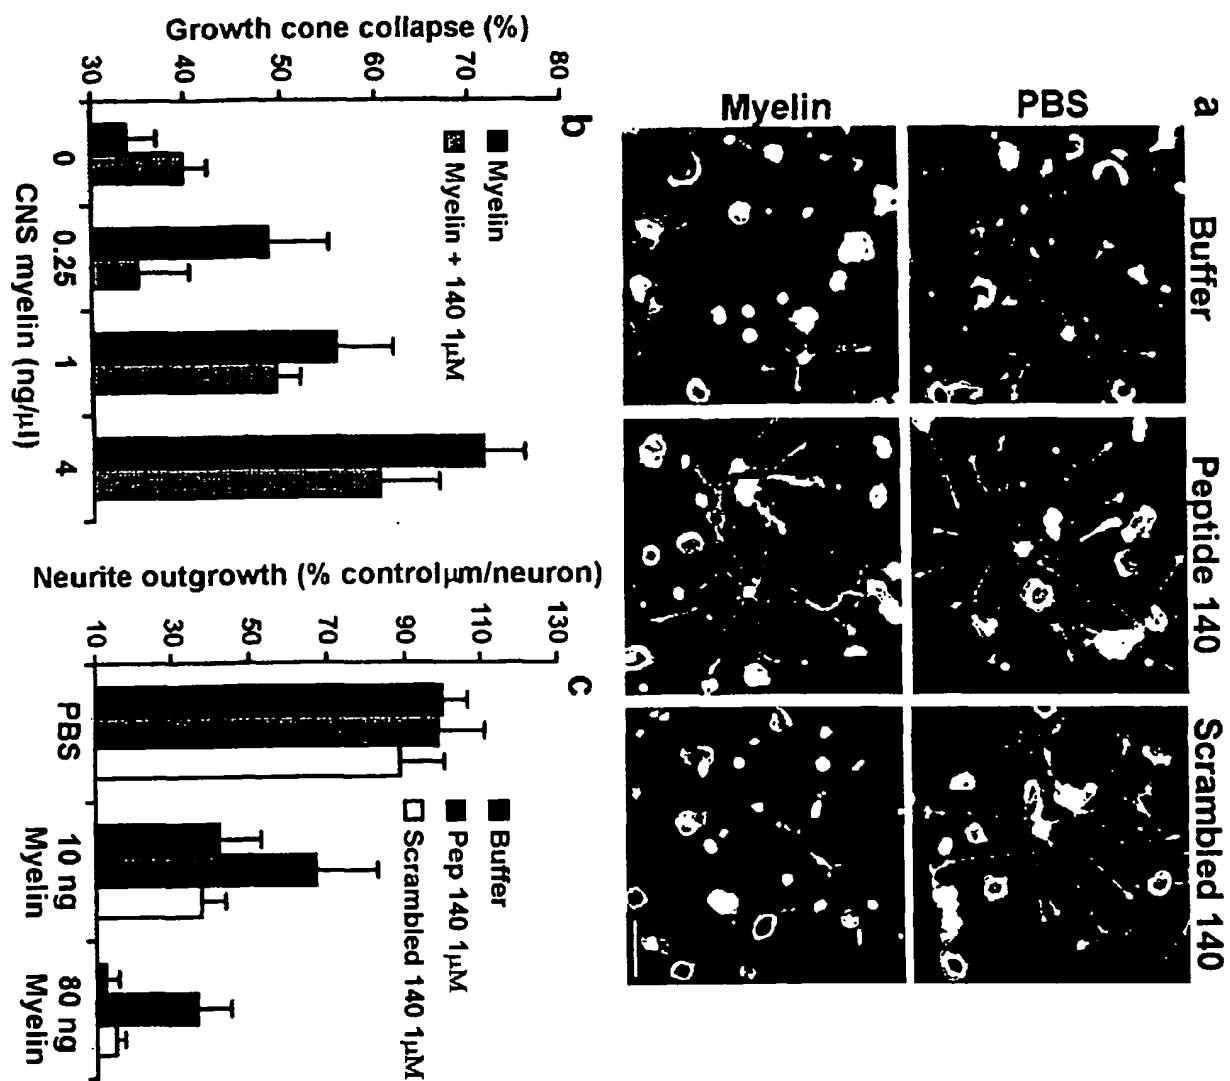 a
Buffer
Peptide 140
Scrambled 140
PBS
Myelin
b
Growth cone collapse (%)
80
70
60
50
40
30
Myelin
Myelin + 140 1μM
0
0.25
1
4
CNS myelin (ng/μl)
c
Neurite outgrowth (% controlμm/neuron)
130
110
90
70
50
30
10
Buffer
Pep 140 1μM
Scrambled 140 1μM
PBS
10 ng
Myelin
80 ng
Myelin